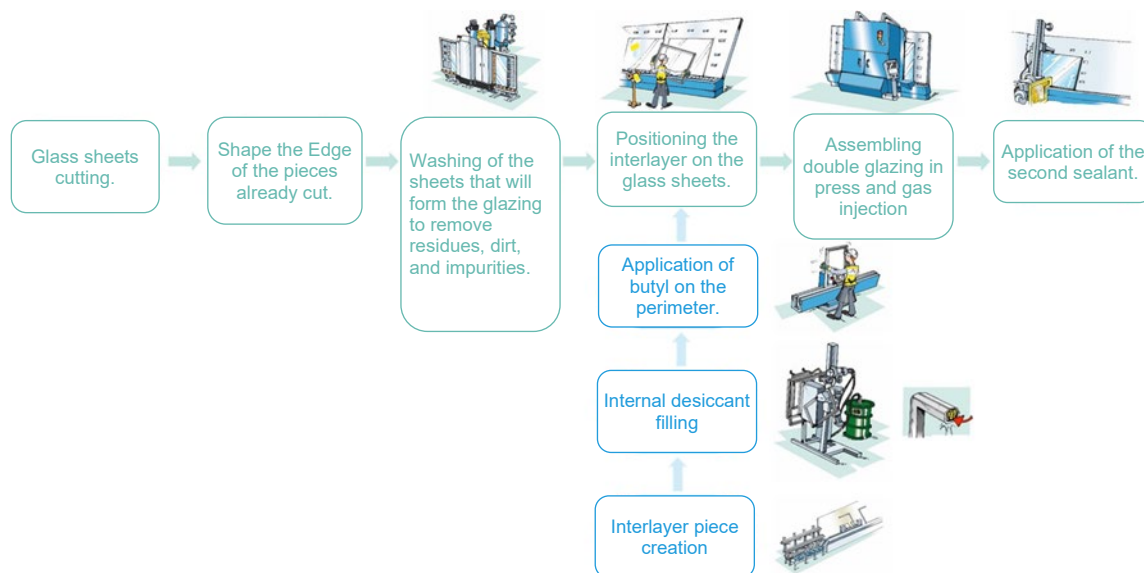 Glass sheets
cutting.
Shape the Edge
of the pieces
already cut.
Washing of the
sheets that will
form the glazing
to remove
residues, dirt,
and impurities.
Positioning the
interlayer on the
glass sheets.
Assembling
double glazing in
press and gas
injection
Application of the
second sealant.
Application of
butyl on the
perimeter.
Internal desiccant
filling
Interlayer piece
creation